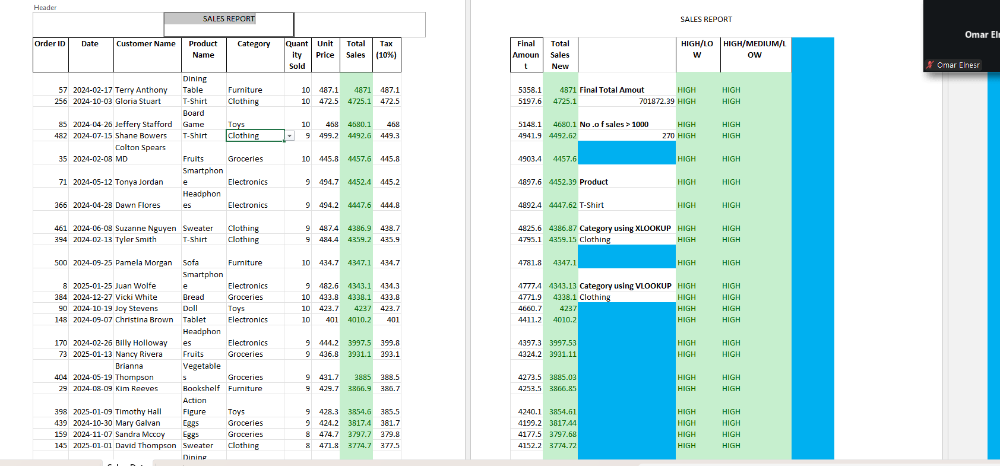 Header
SALES REPORT
Order ID Date Customer Name Product Name Category Quantity Sold Unit Price Total Sales Tax (10%)
57 2024-02-17 Terry Anthony Dining Table Furniture 10 487.1 4871 487.1
256 2024-10-03 Gloria Stuart T-Shirt Clothing 10 472.5 4725.1 472.5
85 2024-04-26 Jeffery Stafford Board Game Toys 10 468 4680.1 468
482 2024-07-15 Shane Bowers T-Shirt Clothing 9 499.2 4492.6 449.3
35 2024-02-08 Colton Spears MD Fruits Groceries 10 445.8 4457.6 445.8
71 2024-05-12 Tonya Jordan Smartphone Electronics 9 494.7 4452.4 445.2
366 2024-04-28 Dawn Flores Headphones Electronics 9 494.2 4447.6 444.8
461 2024-06-08 Suzanne Nguyen Sweater Clothing 9 487.4 4386.9 438.7
394 2024-02-13 Tyler Smith T-Shirt Clothing 9 484.4 4359.2 435.9
500 2024-09-25 Pamela Morgan Sofa Furniture 10 434.7 4347.1 434.7
8 2025-01-25 Juan Wolfe Smartphone Electronics 9 482.6 4343.1 434.3
384 2024-12-27 Vicki White Bread Groceries 10 433.8 4338.1 433.8
90 2024-10-19 Joy Stevens Doll Toys 10 423.7 4237 423.7
148 2024-09-07 Christina Brown Tablet Electronics 10 401 4010.2 401
170 2024-02-26 Billy Holloway Headphones Electronics 9 444.2 3997.5 399.8
73 2025-01-13 Nancy Rivera Fruits Groceries 9 436.8 3931.1 393.1
404 2024-05-19 Brianna Thompson Vegetables Groceries 9 431.7 3885 388.5
29 2024-08-09 Kim Reeves Bookshelf Furniture 9 429.7 3866.9 386.7
398 2025-01-09 Timothy Hall Action Figure Toys 9 428.3 3854.6 385.5
439 2024-10-30 Mary Galvan Eggs Groceries 9 424.2 3817.4 381.7
159 2024-11-07 Sandra Mccoy Eggs Groceries 8 474.7 3797.7 379.8
145 2025-01-01 David Thompson Sweater Clothing 8 471.8 3774.7 377.5
Dining
SALES REPORT
Final Amount Total Sales New HIGH/LOW HIGH/MEDIUM/LOW
5358.1 4871 Final Total Amout HIGH HIGH
5197.6 4725.1 701872.39 HIGH HIGH
5148.1 4680.1 No .o f sales > 1000 HIGH HIGH
4941.9 4492.62 270 HIGH HIGH
4903.4 4457.6 HIGH HIGH
4897.6 4452.39 Product HIGH HIGH
4892.4 4447.62 T-Shirt HIGH HIGH
4825.6 4386.87 Category using XLOOKUP HIGH HIGH
4795.1 4359.15 Clothing HIGH HIGH
4781.8 4347.1 HIGH HIGH
4777.4 4343.13 Category using VLOOKUP HIGH HIGH
4771.9 4338.1 Clothing HIGH HIGH
4660.7 4237 HIGH HIGH
4411.2 4010.2 HIGH HIGH
4397.3 3997.53 HIGH HIGH
4324.2 3931.11 HIGH HIGH
4273.5 3885.03 HIGH HIGH
4253.5 3866.85 HIGH HIGH
4240.1 3854.61 HIGH HIGH
4199.2 3817.44 HIGH HIGH
4177.5 3797.68 HIGH HIGH
4152.2 3774.72 HIGH HIGH
Omar
Omar Elnesr